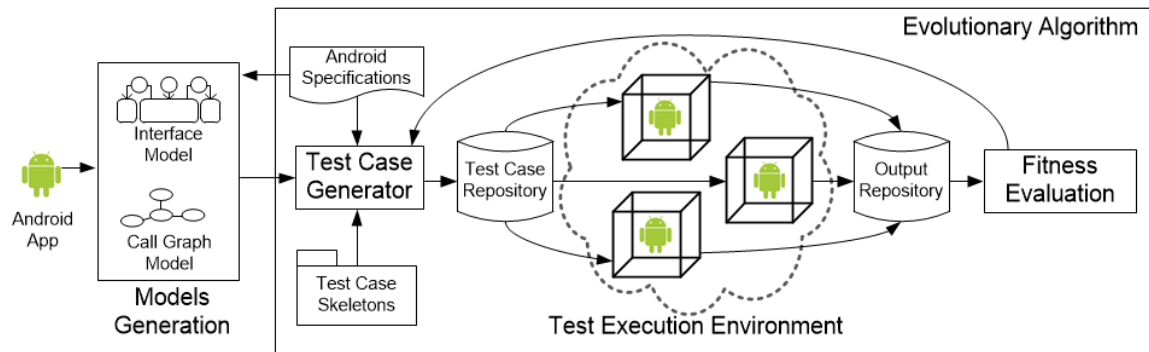 Evolutionary Algorithm
Android
Specifications
Interface
Model
Android
App
Call Graph
Model
Models
Generation
Test Case
Generator
Test Case
Skeletons
Test Case
Repository
Test Execution Environment
Output
Repository
Fitness
Evaluation